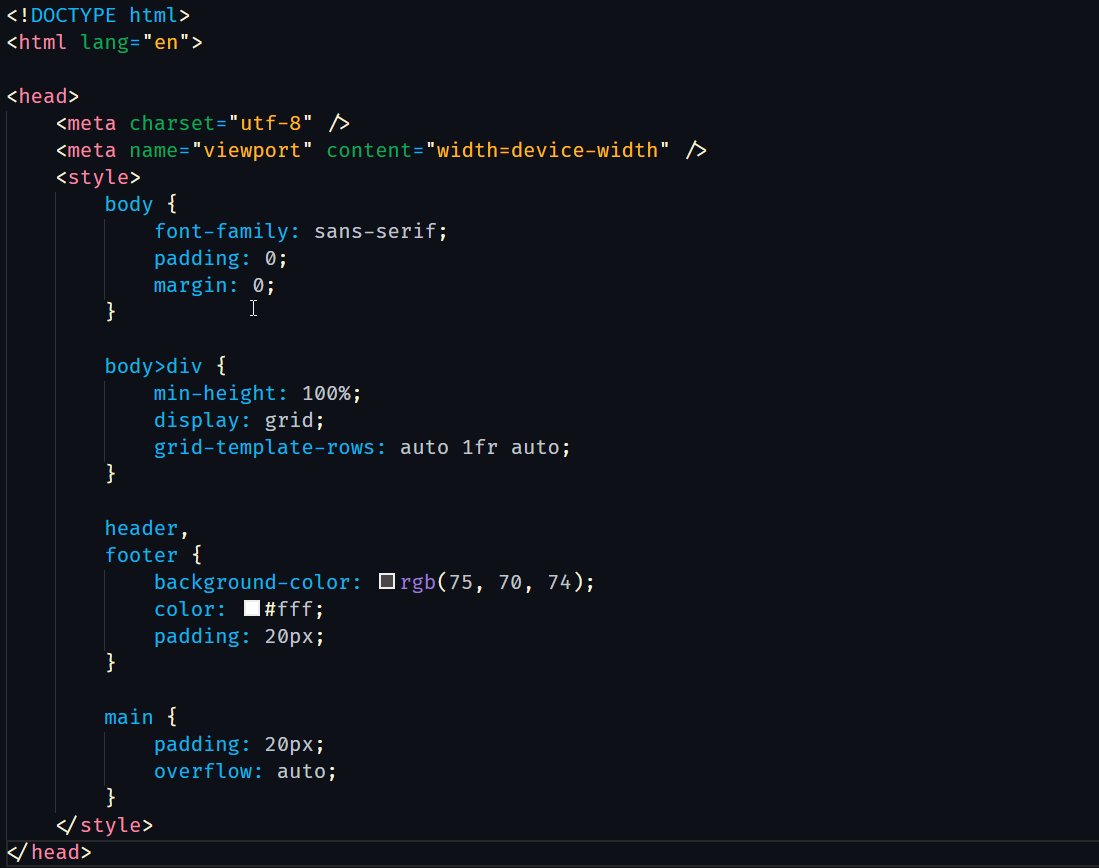 <!DOCTYPE html>
<html lang="en">
<head>
<meta charset="utf-8" />
<meta name="viewport" content="width=device-width" />
<style>
body {
font-family: sans-serif;
padding: 0;
margin: 0;
}
body>div {
min-height: 100%;
display: grid;
grid-template-rows: auto 1fr auto;
}
header,
footer {
background-color: rgb(75, 70, 74);
color: #fff;
padding: 20px;
}
main {
padding: 20px;
overflow: auto;
}
</style>
</head>